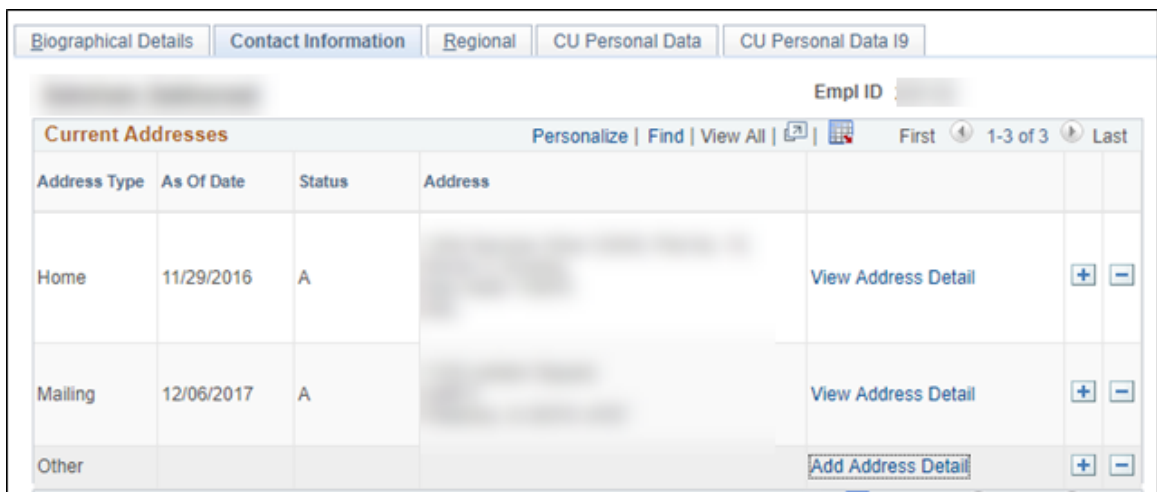 Biographical Details Contact Information Regional CU Personal Data CU Personal Data I9
Empl ID
Current Addresses Personalize | Find | View All | | First 1-3 of 3 Last
Address Type As Of Date Status Address
Home 11/29/2016 A View Address Detail
Mailing 12/06/2017 A View Address Detail
Other Add Address Detail